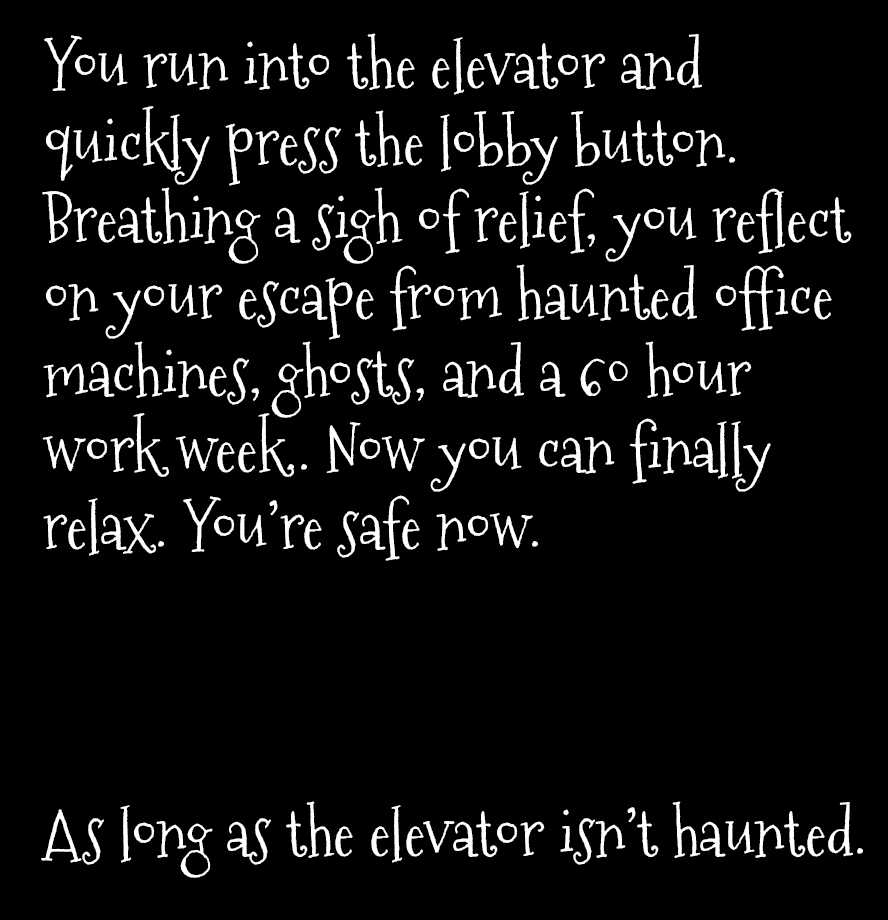 You run into the elevator and
quickly press the lobby button.
Breathing a sigh of relief, you reflect
on your escape from haunted office
machines, ghosts, and a 60 hour
work week. Now you can finally
relax. You’re safe now.
As long as the elevator isn’t haunted.